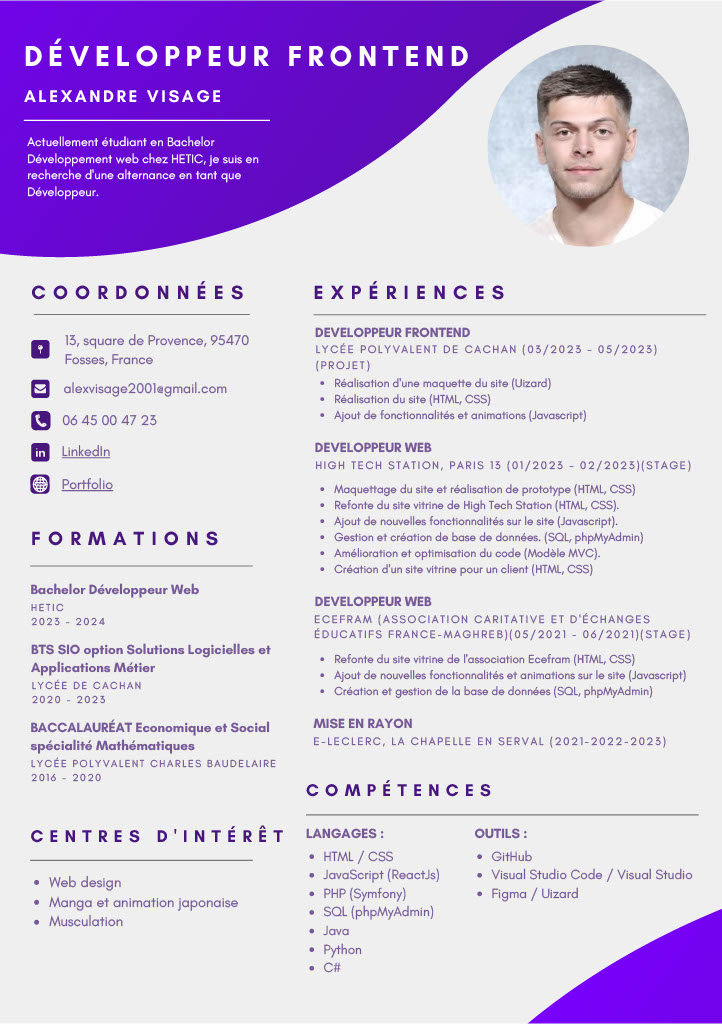 DÉVELOPPEUR FRONTEND
ALEXANDRE VISAGE
Actuellement étudiant en Bachelor
Développement web chez HETIC, je suis en
recherche d'une alternance en tant que
Développeur.
COORDONNÉES
13, square de Provence, 95470
Fosses, France
alexvisage2001@gmail.com
06 45 00 47 23
in LinkedIn
Portfolio
FORMATIONS
Bachelor Développeur Web
HETIC
2023 - 2024
BTS SIO option Solutions Logicielles et
Applications Métier
LYCÉE DE CACHAN
2020 - 2023
BACCALAURÉAT Economique et Social
spécialité Mathématiques
LYCÉE POLYVALENT CHARLES BAUDELAIRE
2016 - 2020
CENTRES D'INTÉRÊT
• Web design
• Manga et animation japonaise
• Musculation
EXPÉRIENCES
DEVELOPPEUR FRONTEND
LYCÉE POLYVALENT DE CACHAN (03/2023 - 05/2023)
(PROJET)
• Réalisation d'une maquette du site (Uizard)
• Réalisation du site (HTML, CSS)
• Ajout de fonctionnalités et animations (Javascript)
DEVELOPPEUR WEB
HIGH TECH STATION, PARIS 13 (01/2023 - 02/2023)(STAGE)
• Maquettage du site et réalisation de prototype (HTML, CSS)
• Refonte du site vitrine de High Tech Station (HTML, CSS).
• Ajout de nouvelles fonctionnalités sur le site (Javascript).
• Gestion et création de base de données. (SQL, phpMyAdmin)
• Amélioration et optimisation du code (Modèle MVC).
• Création d'un site vitrine pour un client (HTML, CSS)
DEVELOPPEUR WEB
ECEFRAM (ASSOCIATION CARITATIVE ET D'ÉCHANGES
ÉDUCATIFS FRANCE-MAGHREB)(05/2021 - 06/2021)(STAGE)
• Refonte du site vitrine de l'association Ecefram (HTML, CSS)
• Ajout de nouvelles fonctionnalités et animations sur le site (Javascript)
• Création et gestion de la base de données (SQL, phpMyAdmin)
MISE EN RAYON
E-LECLERC, LA CHAPELLE EN SERVAL (2021-2022-2023)
COMPÉTENCES
LANGAGES :
• HTML / CSS
• JavaScript (ReactJs)
• PHP (Symfony)
• SQL (phpMyAdmin)
• Java
• Python
• C#
OUTILS :
• GitHub
• Visual Studio Code / Visual Studio
• Figma / Uizard